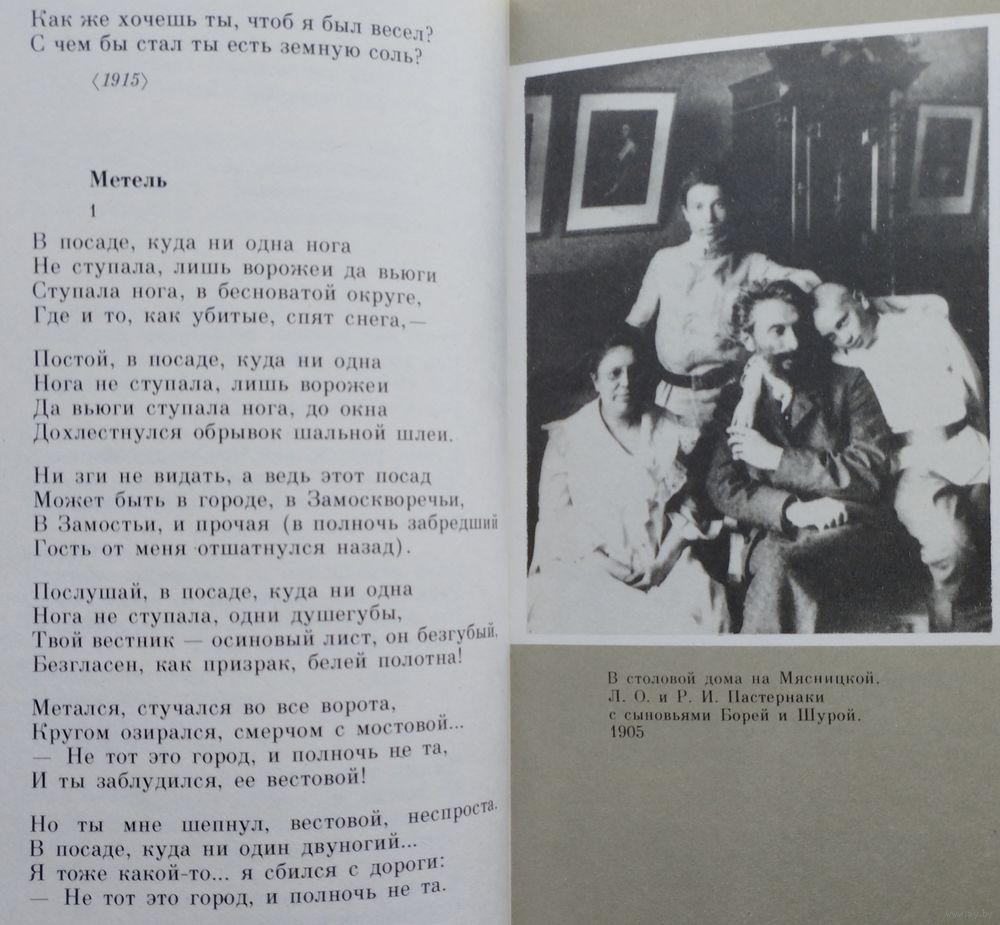 Как же хочешь ты, чтоб я был весел?
С чем бы стал ты есть земную соль?
⟨1915⟩
Метель
1
В посаде, куда ни одна нога
Не ступала, лишь ворожеи да вьюги
Ступала нога, в бесноватой округе,
Где и то, как убитые, спят снега,—
Постой, в посаде, куда ни одна
Нога не ступала, лишь ворожеи
Да вьюги ступала нога, до окна
Дохлестнулся обрывок шальной шлеи.
Ни зги не видать, а ведь этот посад
Может быть в городе, в Замоскворечьи,
В Замостьи, и прочая (в полночь забредший
Гость от меня отшатнулся назад).
Послушай, в посаде, куда ни одна
Нога не ступала, одни душегубы,
Твой вестник — осиновый лист, он безгубый,
Безгласен, как призрак, белей полотна!
Метался, стучался во все ворота,
Кругом озирался, смерчом с мостовой...
— Не тот это город, и полночь не та,
И ты заблудился, ее вестовой!
Но ты мне шепнул, вестовой, неспроста.
В посаде, куда ни один двуногий...
Я тоже какой-то... я сбился с дороги:
— Не тот это город, и полночь не та.
В столовой дома на Мясницкой.
Л. О. и Р. И. Пастернаки
с сыновьями Борей и Шурой.
1905